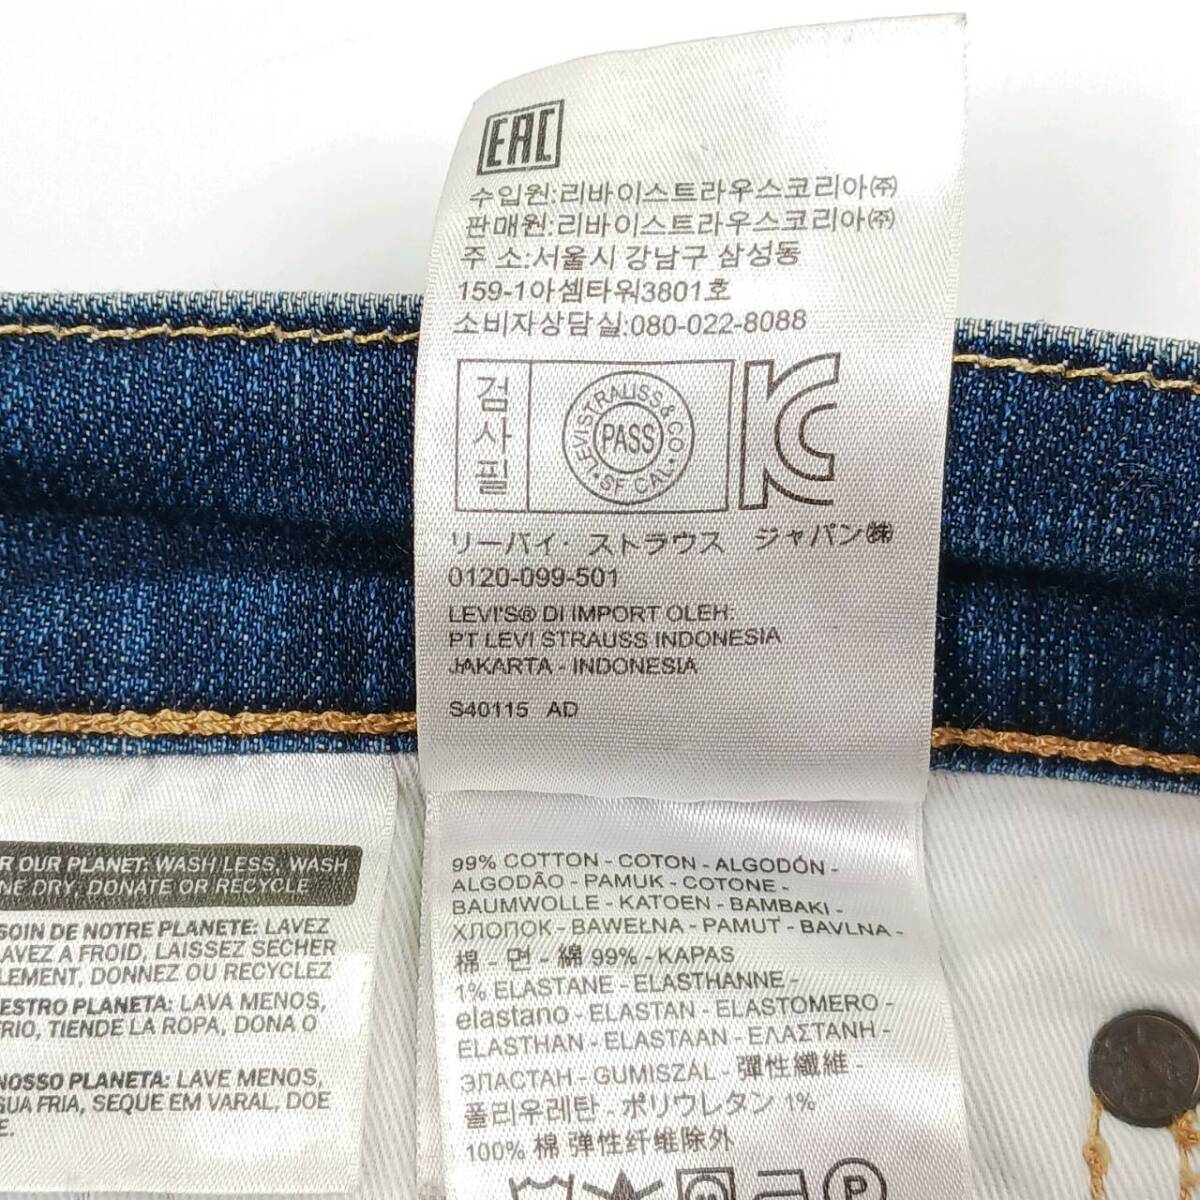 EAC
수입원:리바이스트라우스코리아㈜
판매원:리바이스트라우스코리아㈜
주 소:서울시 강남구 삼성동
159-1아셈타워3801호
소비자상담실:080-022-8088
검
사
필
LEVI STRAUSS & CO
PASS
SF CAL
リーバイ・ストラウス ジャパン㈱
0120-099-501
LEVI'S® DI IMPORT OLEH:
PT LEVI STRAUSS INDONESIA
JAKARTA - INDONESIA
S40115 AD
R OUR PLANET: WASH LESS, WASH
NE DRY, DONATE OR RECYCLE
SOIN DE NOTRE PLANETE: LAVEZ
LAVEZ A FROID, LAISSEZ SECHER
LEMENT, DONNEZ OU RECYCLEZ
ESTRO PLANETA: LAVA MENOS,
FRIO, TIENDE LA ROPA, DONA O
NOSSO PLANETA: LAVE MENOS,
GUA FRIA, SEQUE EM VARAL, DOE
E.
99% COTTON - COTON - ALGODÓN -
ALGODÃO - PAMUK - COTONE -
BAUMWOLLE - KATOEN - BAMBAKI -
ХЛОПОК - BAWEŁNA - PAMUT - BAVLNA -
棉 - 면 - 綿 99% - KAPAS
1% ELASTANE - ELASTHANNE -
elastano - ELASTAN - ELASTOMERO -
ELASTHAN - ELASTAAN - ΕΛΑΣΤΑΝΗ -
ЭЛАСТАН - GUMISZÁL - 彈性纖維 -
폴리우레탄 - ポリウレタン 1%
100% 棉 弹性纤维除外
P